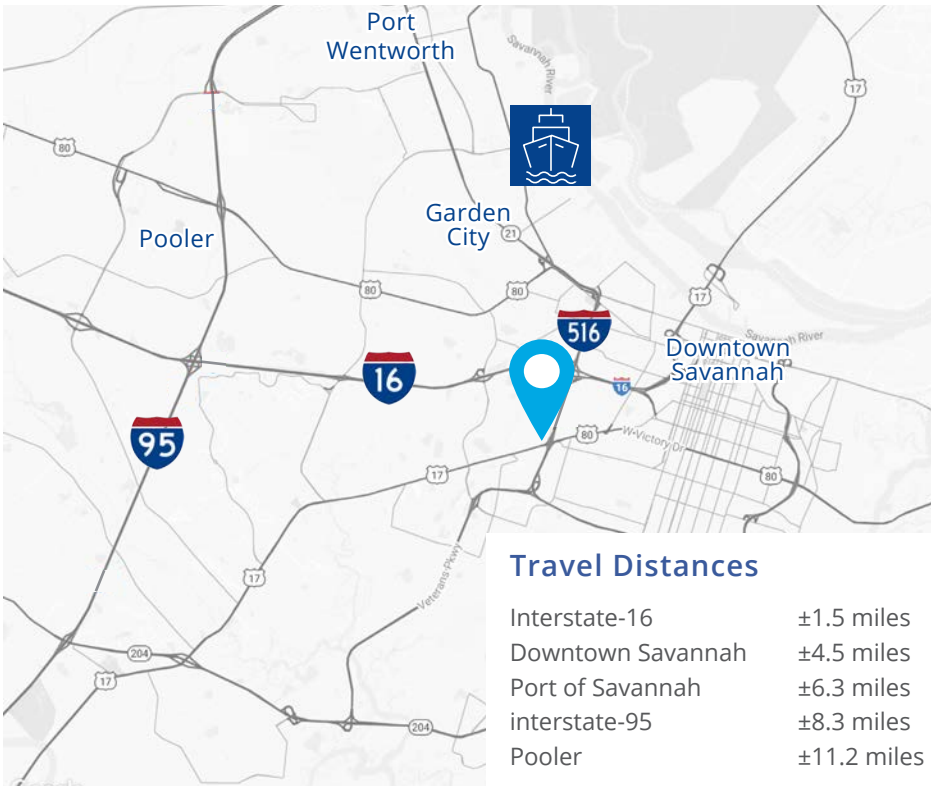 Port
Wentworth
Savannah River
17
80
Garden
City
21
Pooler
80
80
17
516
Savannah River
Downtown
Savannah
16
16
95
80
W Victory Dr
17
80
17
Veterans Pkwy
204
17
204
Travel Distances
Interstate-16 ±1.5 miles
Downtown Savannah ±4.5 miles
Port of Savannah ±6.3 miles
interstate-95 ±8.3 miles
Pooler ±11.2 miles